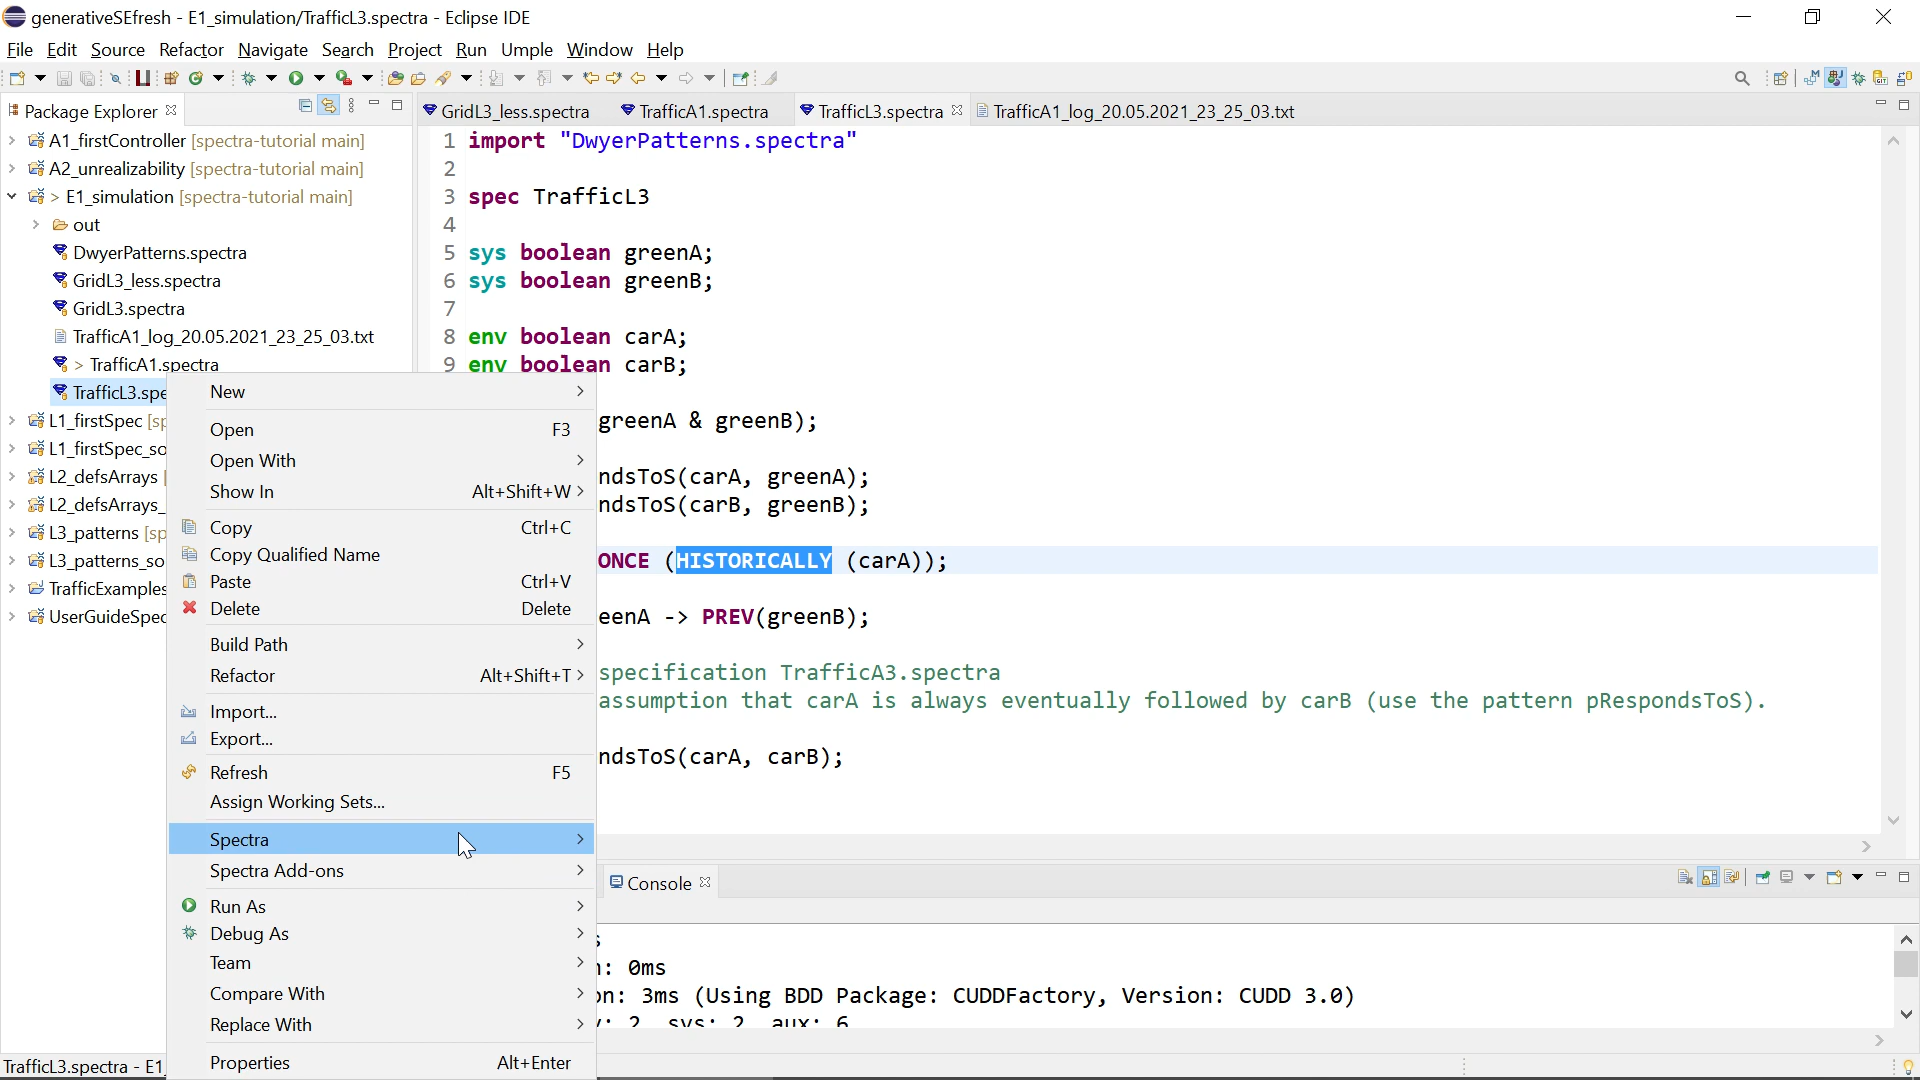 generativeSEfresh - E1_simulation/TrafficL3.spectra - Eclipse IDE
File Edit Source Refactor Navigate Search Project Run Umple Window Help
Package Explorer
GridL3_less.spectra TrafficA1.spectra TrafficL3.spectra TrafficA1_log_20.05.2021_23_25_03.txt
> A1_firstController [spectra-tutorial main]
> A2_unrealizability [spectra-tutorial main]
> E1_simulation [spectra-tutorial main]
> out
DwyerPatterns.spectra
GridL3_less.spectra
GridL3.spectra
TrafficA1_log_20.05.2021_23_25_03.txt
> TrafficA1.spectra
TrafficL3.spe
> L1_firstSpec [sp
> L1_firstSpec_so
> L2_defsArrays [
> L2_defsArrays_
> L3_patterns [sp
> L3_patterns_so
> TrafficExamples
> UserGuideSpec
1 import "DwyerPatterns.spectra"
2
3 spec TrafficL3
4
5 sys boolean greenA;
6 sys boolean greenB;
7
8 env boolean carA;
9 env boolean carB;
greenA & greenB);
ndsToS(carA, greenA);
ndsToS(carB, greenB);
ONCE (HISTORICALLY (carA));
eenA -> PREV(greenB);
specification TrafficA3.spectra
assumption that carA is always eventually followed by carB (use the pattern pRespondsToS).
ndsToS(carA, carB);
New >
Open F3
Open With >
Show In Alt+Shift+W >
Copy Ctrl+C
Copy Qualified Name
Paste Ctrl+V
Delete Delete
Build Path >
Refactor Alt+Shift+T >
Import...
Export...
Refresh F5
Assign Working Sets...
Spectra >
Spectra Add-ons >
Run As >
Debug As >
Team >
Compare With >
Replace With >
Properties Alt+Enter
Console
: 0ms
on: 3ms (Using BDD Package: CUDDFactory, Version: CUDD 3.0)
: 2 sys: 2 aux: 6
TrafficL3.spectra - E1